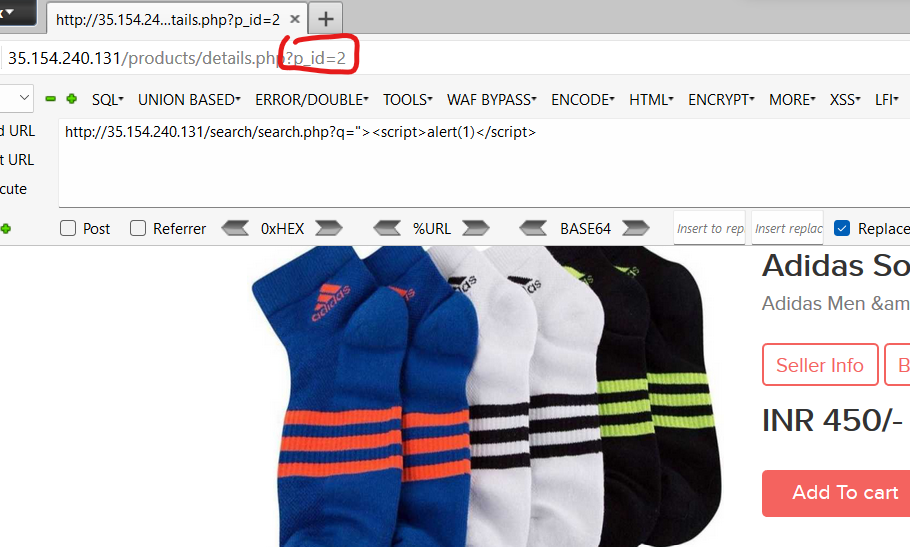 http://35.154.24...tails.php?p_id=2
35.154.240.131/products/details.php?p_id=2
SQL UNION BASED ERROR/DOUBLE TOOLS WAF BYPASS ENCODE HTML ENCRYPT MORE XSS LFI
d URL
http://35.154.240.131/search/search.php?q="><script>alert(1)</script>
t URL
cute
Post Referrer 0xHEX %URL BASE64 Insert to rep Insert replac Replace
adidas
Adidas So
Adidas Men &am
Seller Info B
INR 450/-
Add To cart